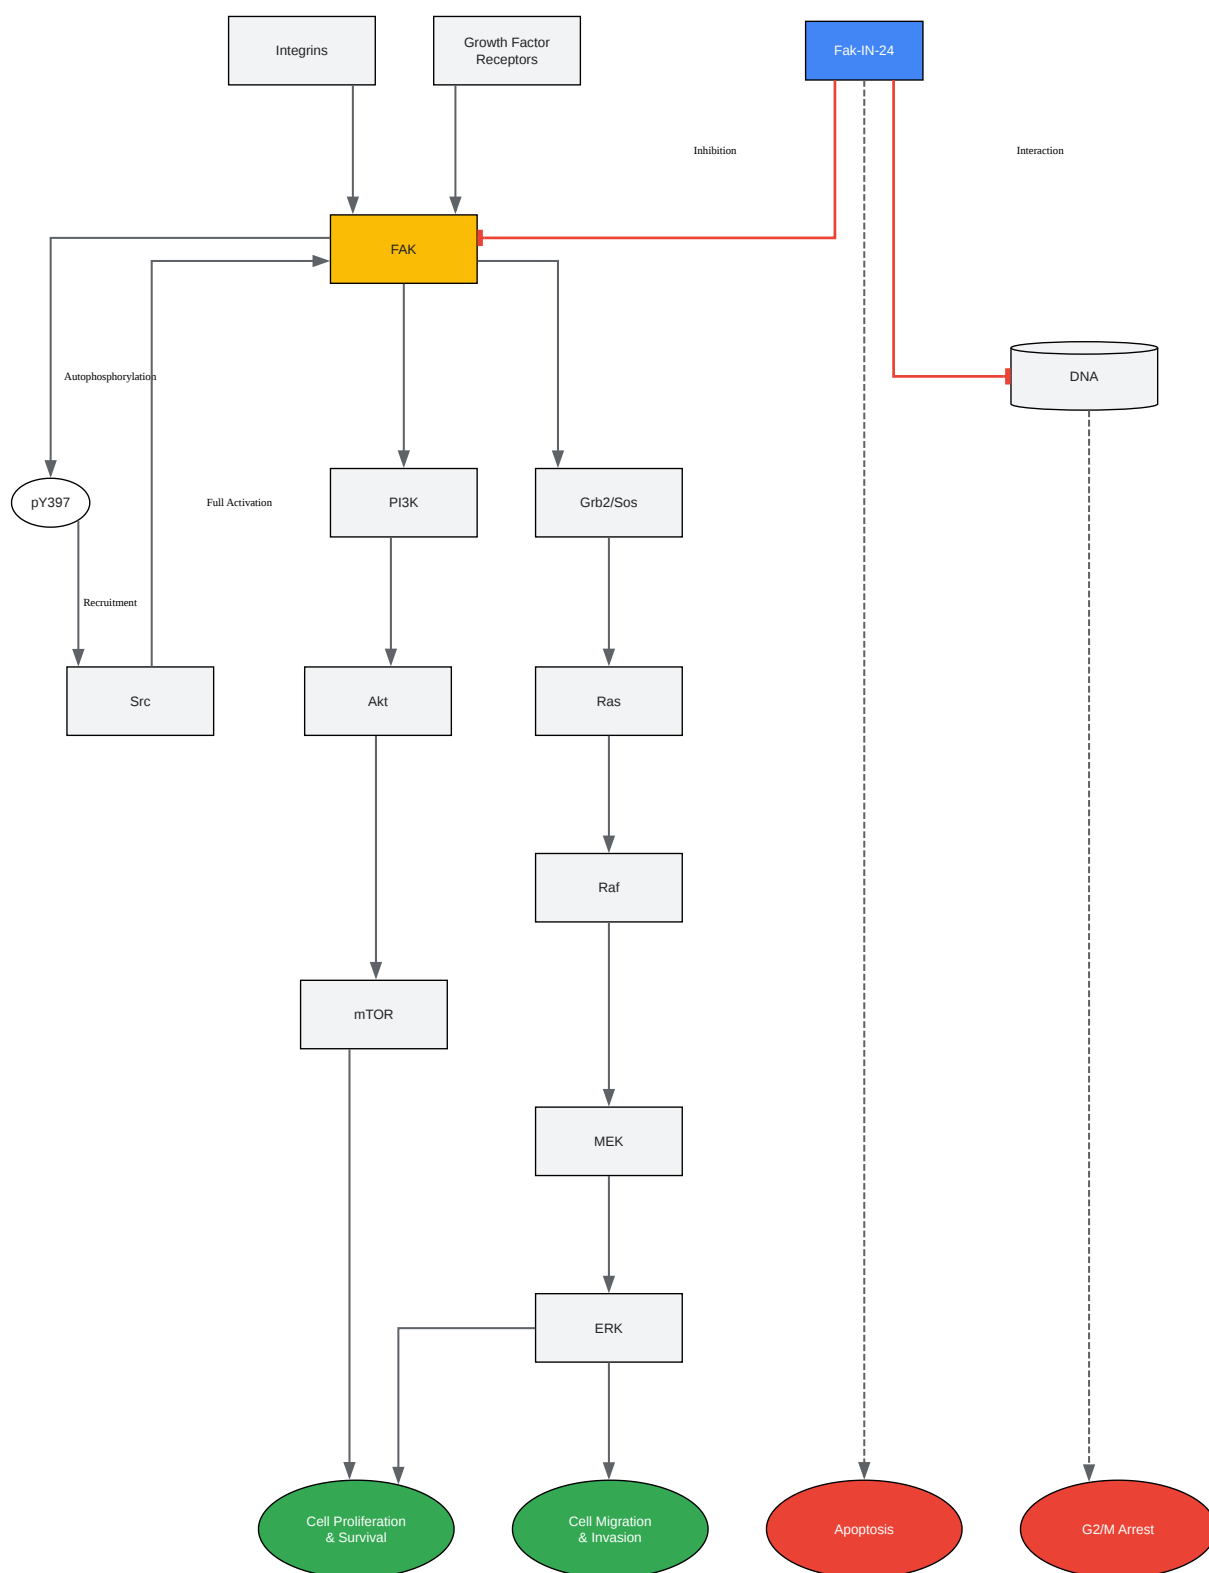 Integrins
Growth Factor
Receptors
Fak-IN-24
Inhibition
Interaction
FAK
Autophosphorylation
DNA
pY397
Full Activation
PI3K
Grb2/Sos
Recruitment
Src
Akt
Ras
Raf
mTOR
MEK
ERK
Cell Proliferation
& Survival
Cell Migration
& Invasion
Apoptosis
G2/M Arrest